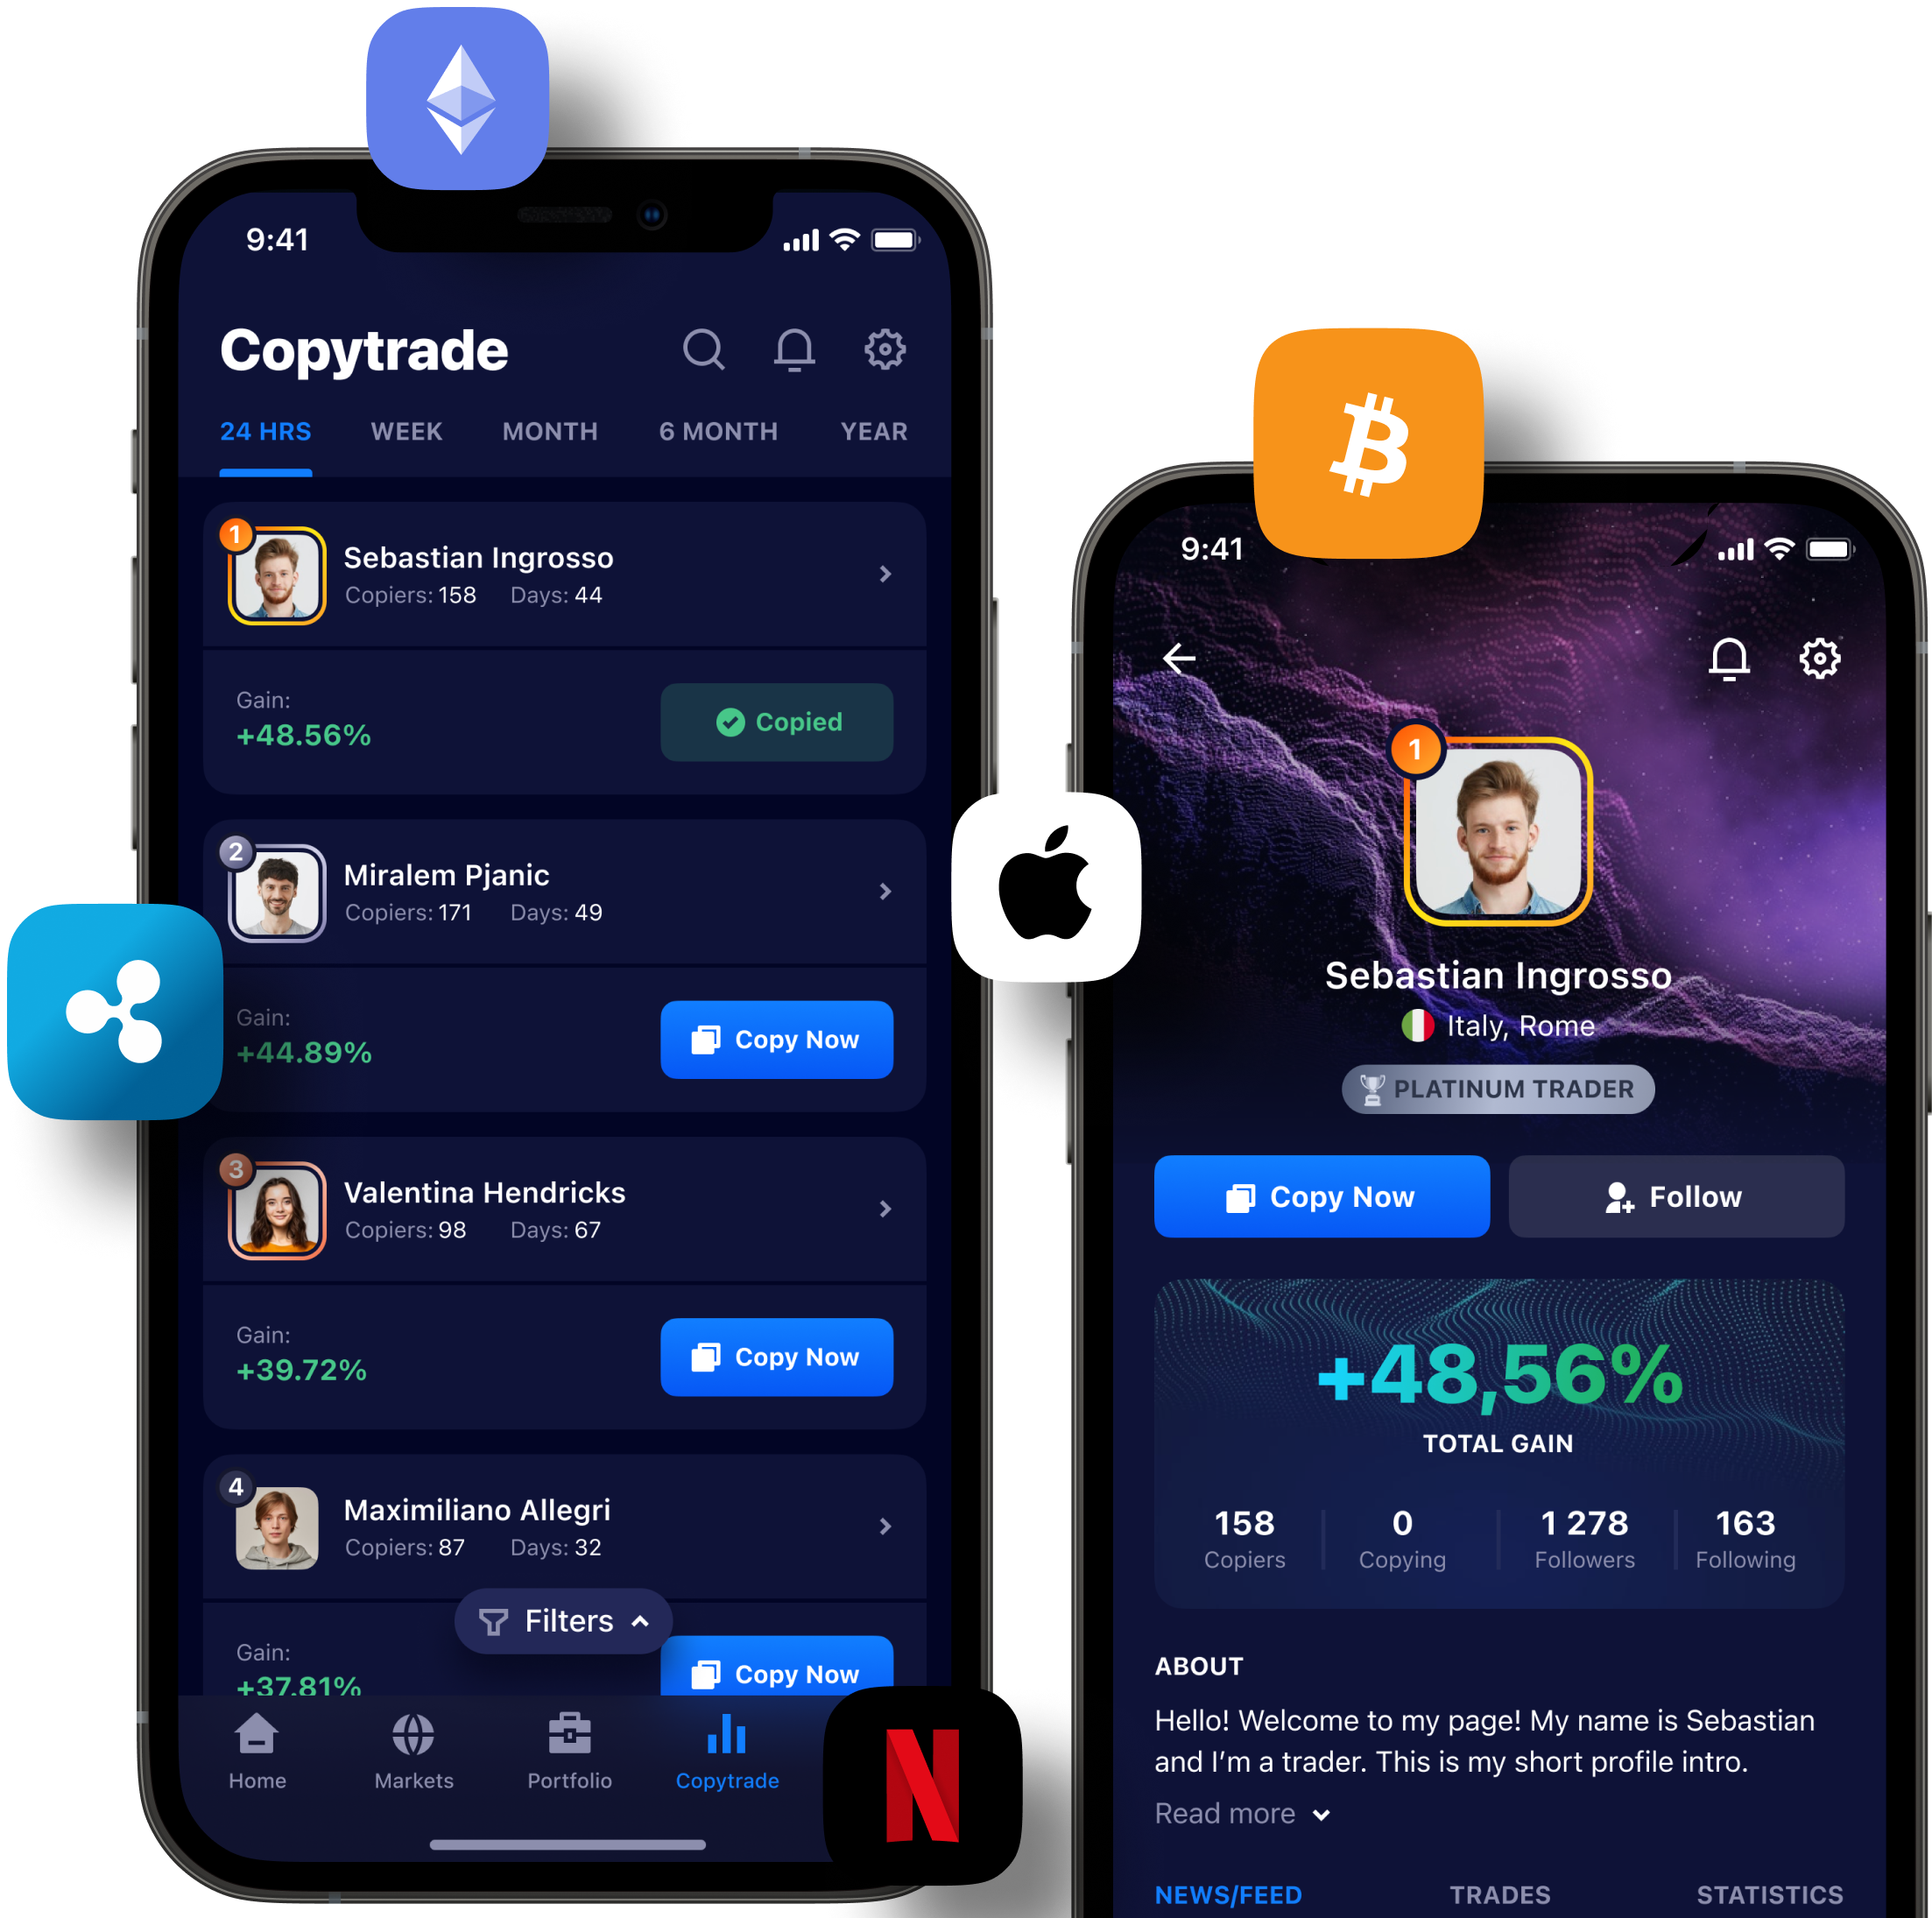 9:41
Copytrade
24 HRS WEEK MONTH 6 MONTH YEAR
1
Sebastian Ingrosso
Copiers: 158 Days: 44
Gain:
+48.56%
Copied
2
Miralem Pjanic
Copiers: 171 Days: 49
Gain:
+44.89%
Copy Now
3
Valentina Hendricks
Copiers: 98 Days: 67
Gain:
+39.72%
Copy Now
4
Maximiliano Allegri
Copiers: 87 Days: 32
Filters
Gain:
+37.81%
Copy Now
Home Markets Portfolio Copytrade
N
9:41
1
Sebastian Ingrosso
Italy, Rome
PLATINUM TRADER
Copy Now Follow
+48,56%
TOTAL GAIN
158 0 1 278 163
Copiers Copying Followers Following
ABOUT
Hello! Welcome to my page! My name is Sebastian
and I’m a trader. This is my short profile intro.
Read more
NEWS/FEED TRADES STATISTICS